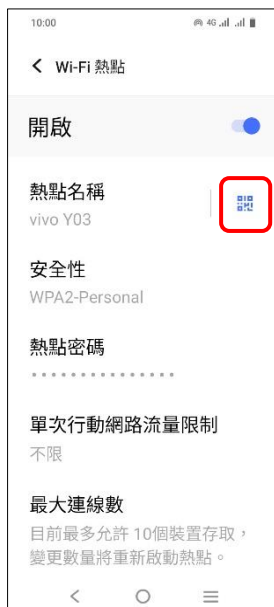 10:00 4G
Wi-Fi 熱點
開啟
熱點名稱
vivo Y03
安全性
WPA2-Personal
熱點密碼
• • • • • • • • • • • • • • •
單次行動網路流量限制
不限
最大連線數
目前最多允許 10個裝置存取，
變更數量將重新啟動熱點。